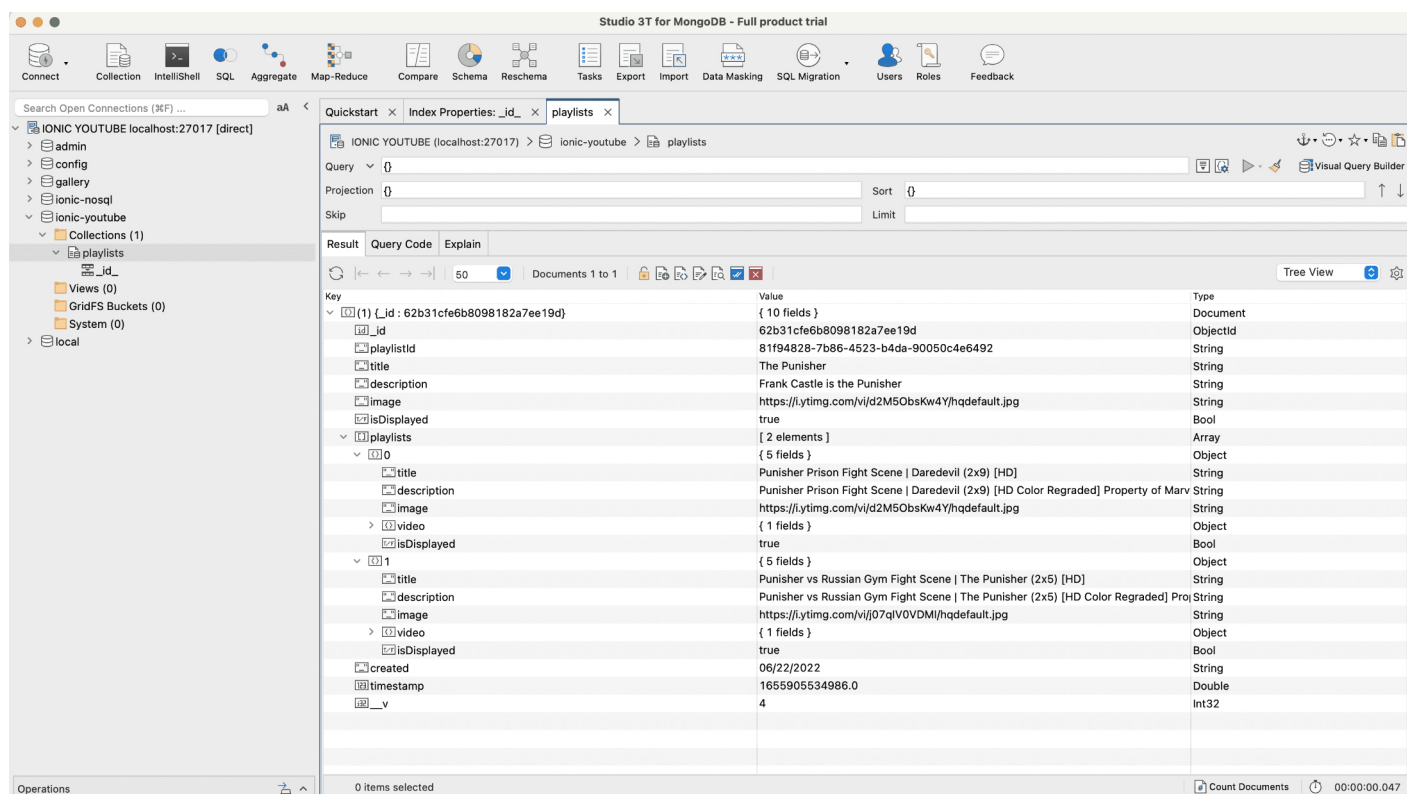 Studio 3T for MongoDB - Full product trial
Connect Collection IntelliShell SQL Aggregate Map-Reduce Compare Schema Reschema Tasks Export Import Data Masking SQL Migration Users Roles Feedback
Search Open Connections (⌘F) ... aA
Quickstart Index Properties: _id_ playlists
IONIC YOUTUBE localhost:27017 [direct]
admin
config
gallery
ionic-nosql
ionic-youtube
Collections (1)
playlists
_id_
Views (0)
GridFS Buckets (0)
System (0)
local
Operations
IONIC YOUTUBE (localhost:27017) > ionic-youtube > playlists
Query {} Visual Query Builder
Projection {} Sort {}
Skip Limit
Result Query Code Explain
50 Documents 1 to 1 Tree View
Key Value Type
(1) {_id : 62b31cfe6b8098182a7ee19d} { 10 fields } Document
_id 62b31cfe6b8098182a7ee19d ObjectId
playlistId 81f94828-7b86-4523-b4da-90050c4e6492 String
title The Punisher String
description Frank Castle is the Punisher String
image https://i.ytimg.com/vi/d2M5ObsKw4Y/hqdefault.jpg String
isDisplayed true Bool
playlists [ 2 elements ] Array
0 { 5 fields } Object
title Punisher Prison Fight Scene | Daredevil (2x9) [HD] String
description Punisher Prison Fight Scene | Daredevil (2x9) [HD Color Regraded] Property of Marv String
image https://i.ytimg.com/vi/d2M5ObsKw4Y/hqdefault.jpg String
video { 1 fields } Object
isDisplayed true Bool
1 { 5 fields } Object
title Punisher vs Russian Gym Fight Scene | The Punisher (2x5) [HD] String
description Punisher vs Russian Gym Fight Scene | The Punisher (2x5) [HD Color Regraded] Pro String
image https://i.ytimg.com/vi/j07qIV0VDMI/hqdefault.jpg String
video { 1 fields } Object
isDisplayed true Bool
created 06/22/2022 String
timestamp 1655905534986.0 Double
__v 4 Int32
0 items selected Count Documents 00:00:00.047